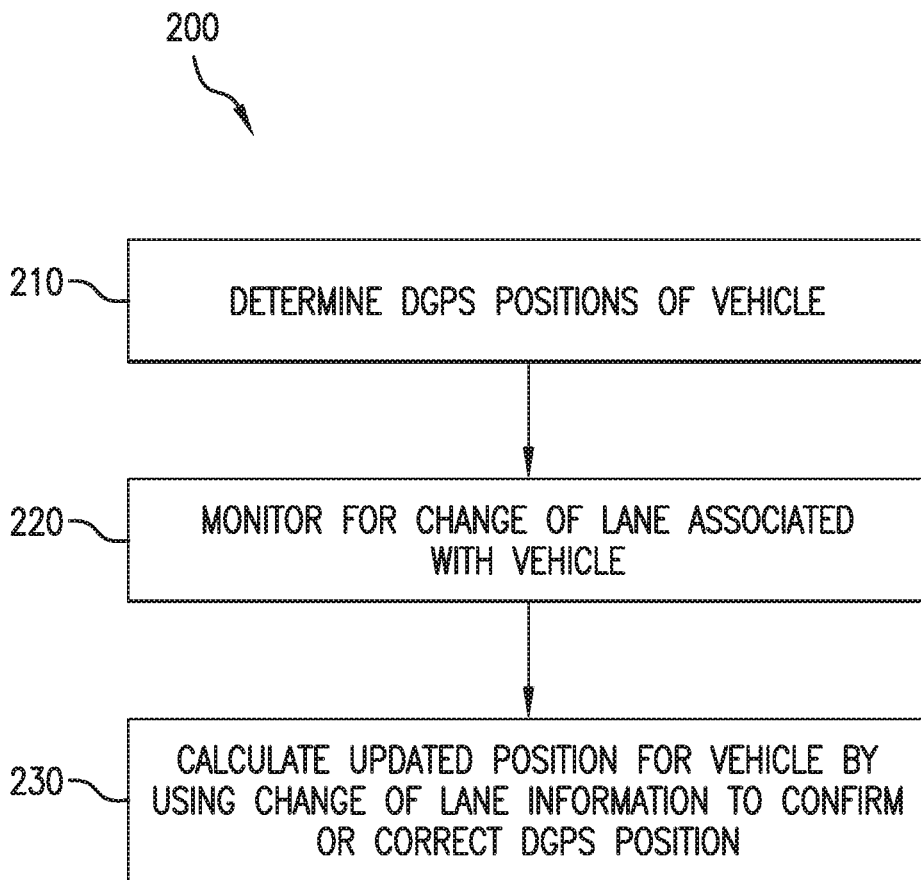 200
210
DETERMINE DGPS POSITIONS OF VEHICLE
220
MONITOR FOR CHANGE OF LANE ASSOCIATED
WITH VEHICLE
230
CALCULATE UPDATED POSITION FOR VEHICLE BY
USING CHANGE OF LANE INFORMATION TO CONFIRM
OR CORRECT DGPS POSITION